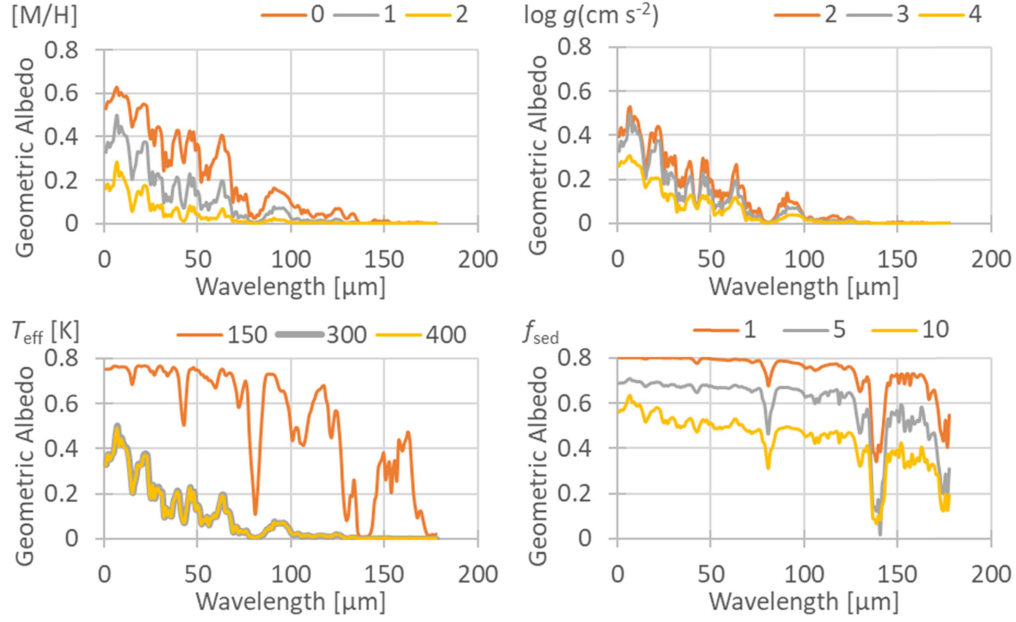 [M/H] 0 1 2
0.8
0.6
0.4
0.2
0
Geometric Albedo
0 50 100 150 200
Wavelength [µm]
log g(cm s⁻²) 2 3 4
0.8
0.6
0.4
0.2
0
Geometric Albedo
0 50 100 150 200
Wavelength [µm]
Teff [K] 150 300 400
0.8
0.6
0.4
0.2
0
Geometric Albedo
0 50 100 150 200
Wavelength [µm]
fsed 1 5 10
0.8
0.6
0.4
0.2
0
Geometric Albedo
0 50 100 150 200
Wavelength [µm]